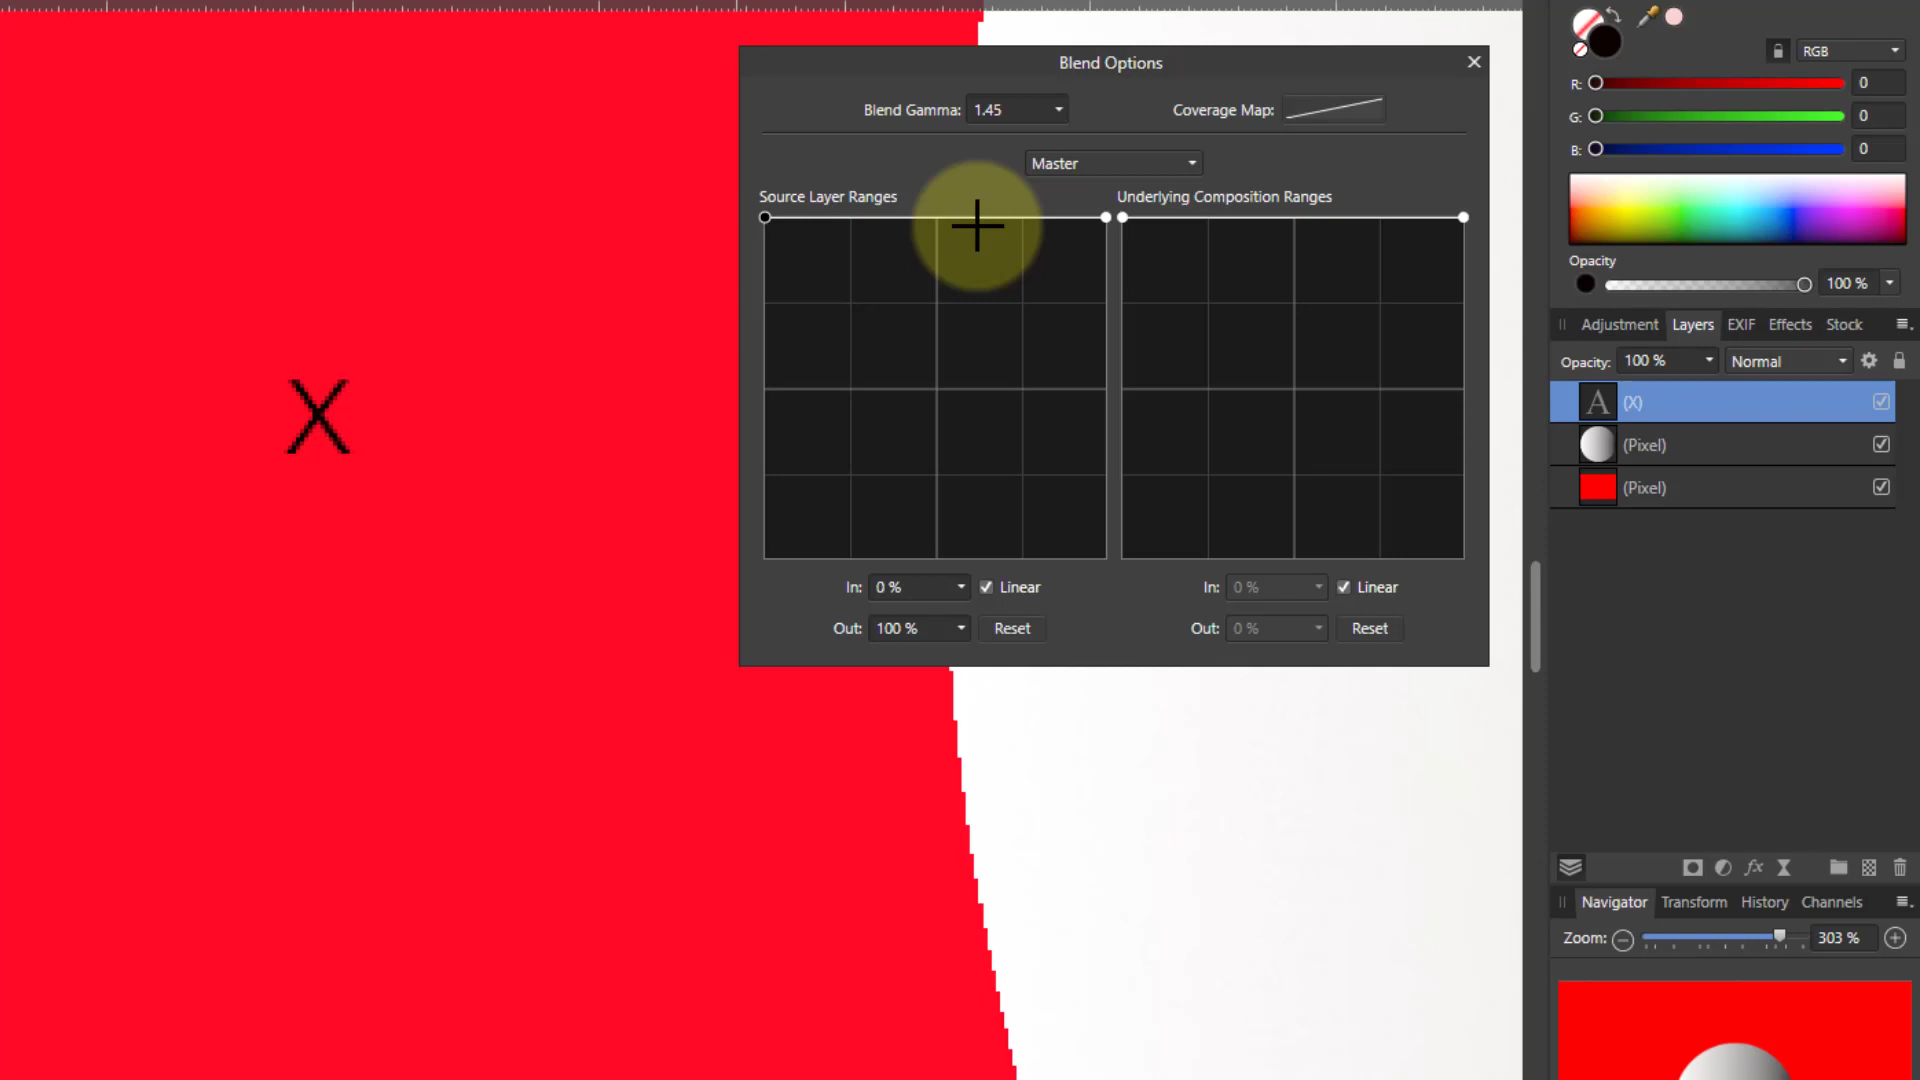 Blend Options
Blend Gamma: 1.45
Coverage Map:
Master
Source Layer Ranges
Underlying Composition Ranges
In: 0 %
Linear
Out: 100 %
Reset
In: 0 %
Linear
Out: 0 %
Reset
X
RGB
R: 0
G: 0
B: 0
Opacity
100 %
Adjustment Layers EXIF Effects Stock
Opacity: 100 % Normal
A (X)
(Pixel)
(Pixel)
fx
Navigator Transform History Channels
Zoom: 303 %